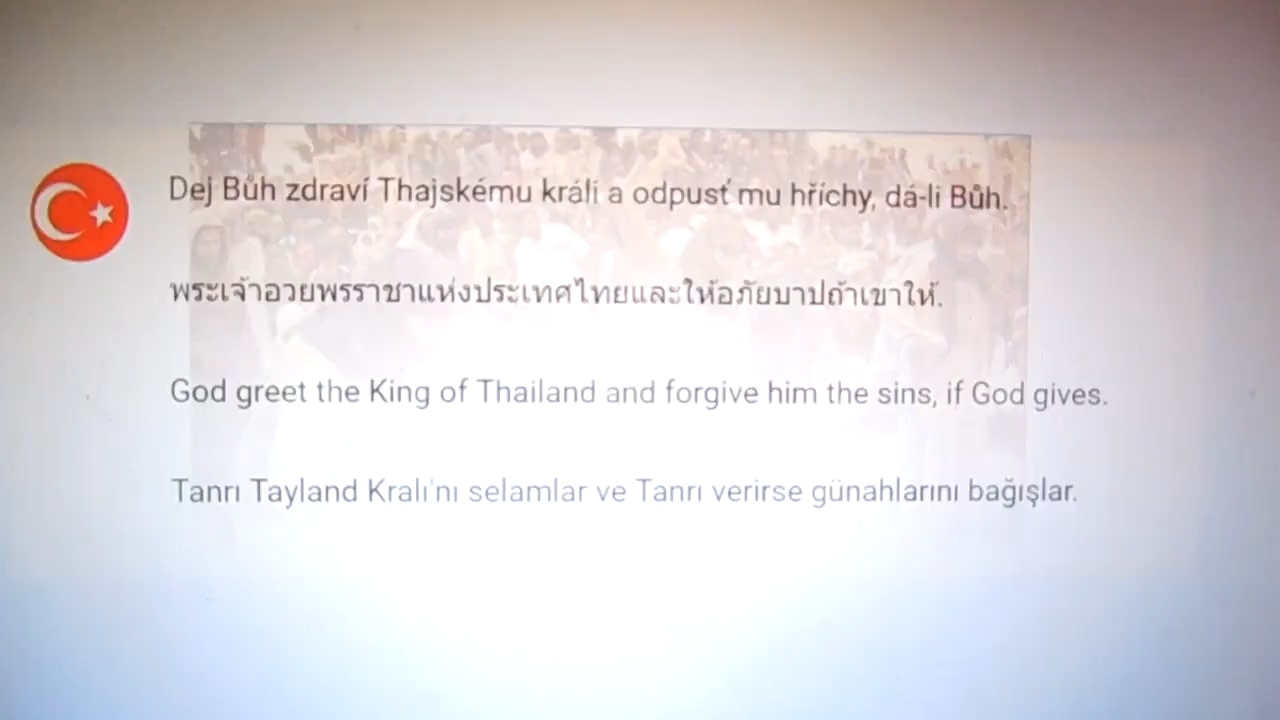 Dej Bůh zdraví Thajskému králi a odpusť mu hříchy, dá-li Bůh.
พระเจ้าอวยพรราชาแห่งประเทศไทยและให้อภัยบาปถ้าเขาให้.
God greet the King of Thailand and forgive him the sins, if God gives.
Tanrı Tayland Kralı'nı selamlar ve Tanrı verirse günahlarını bağışlar.